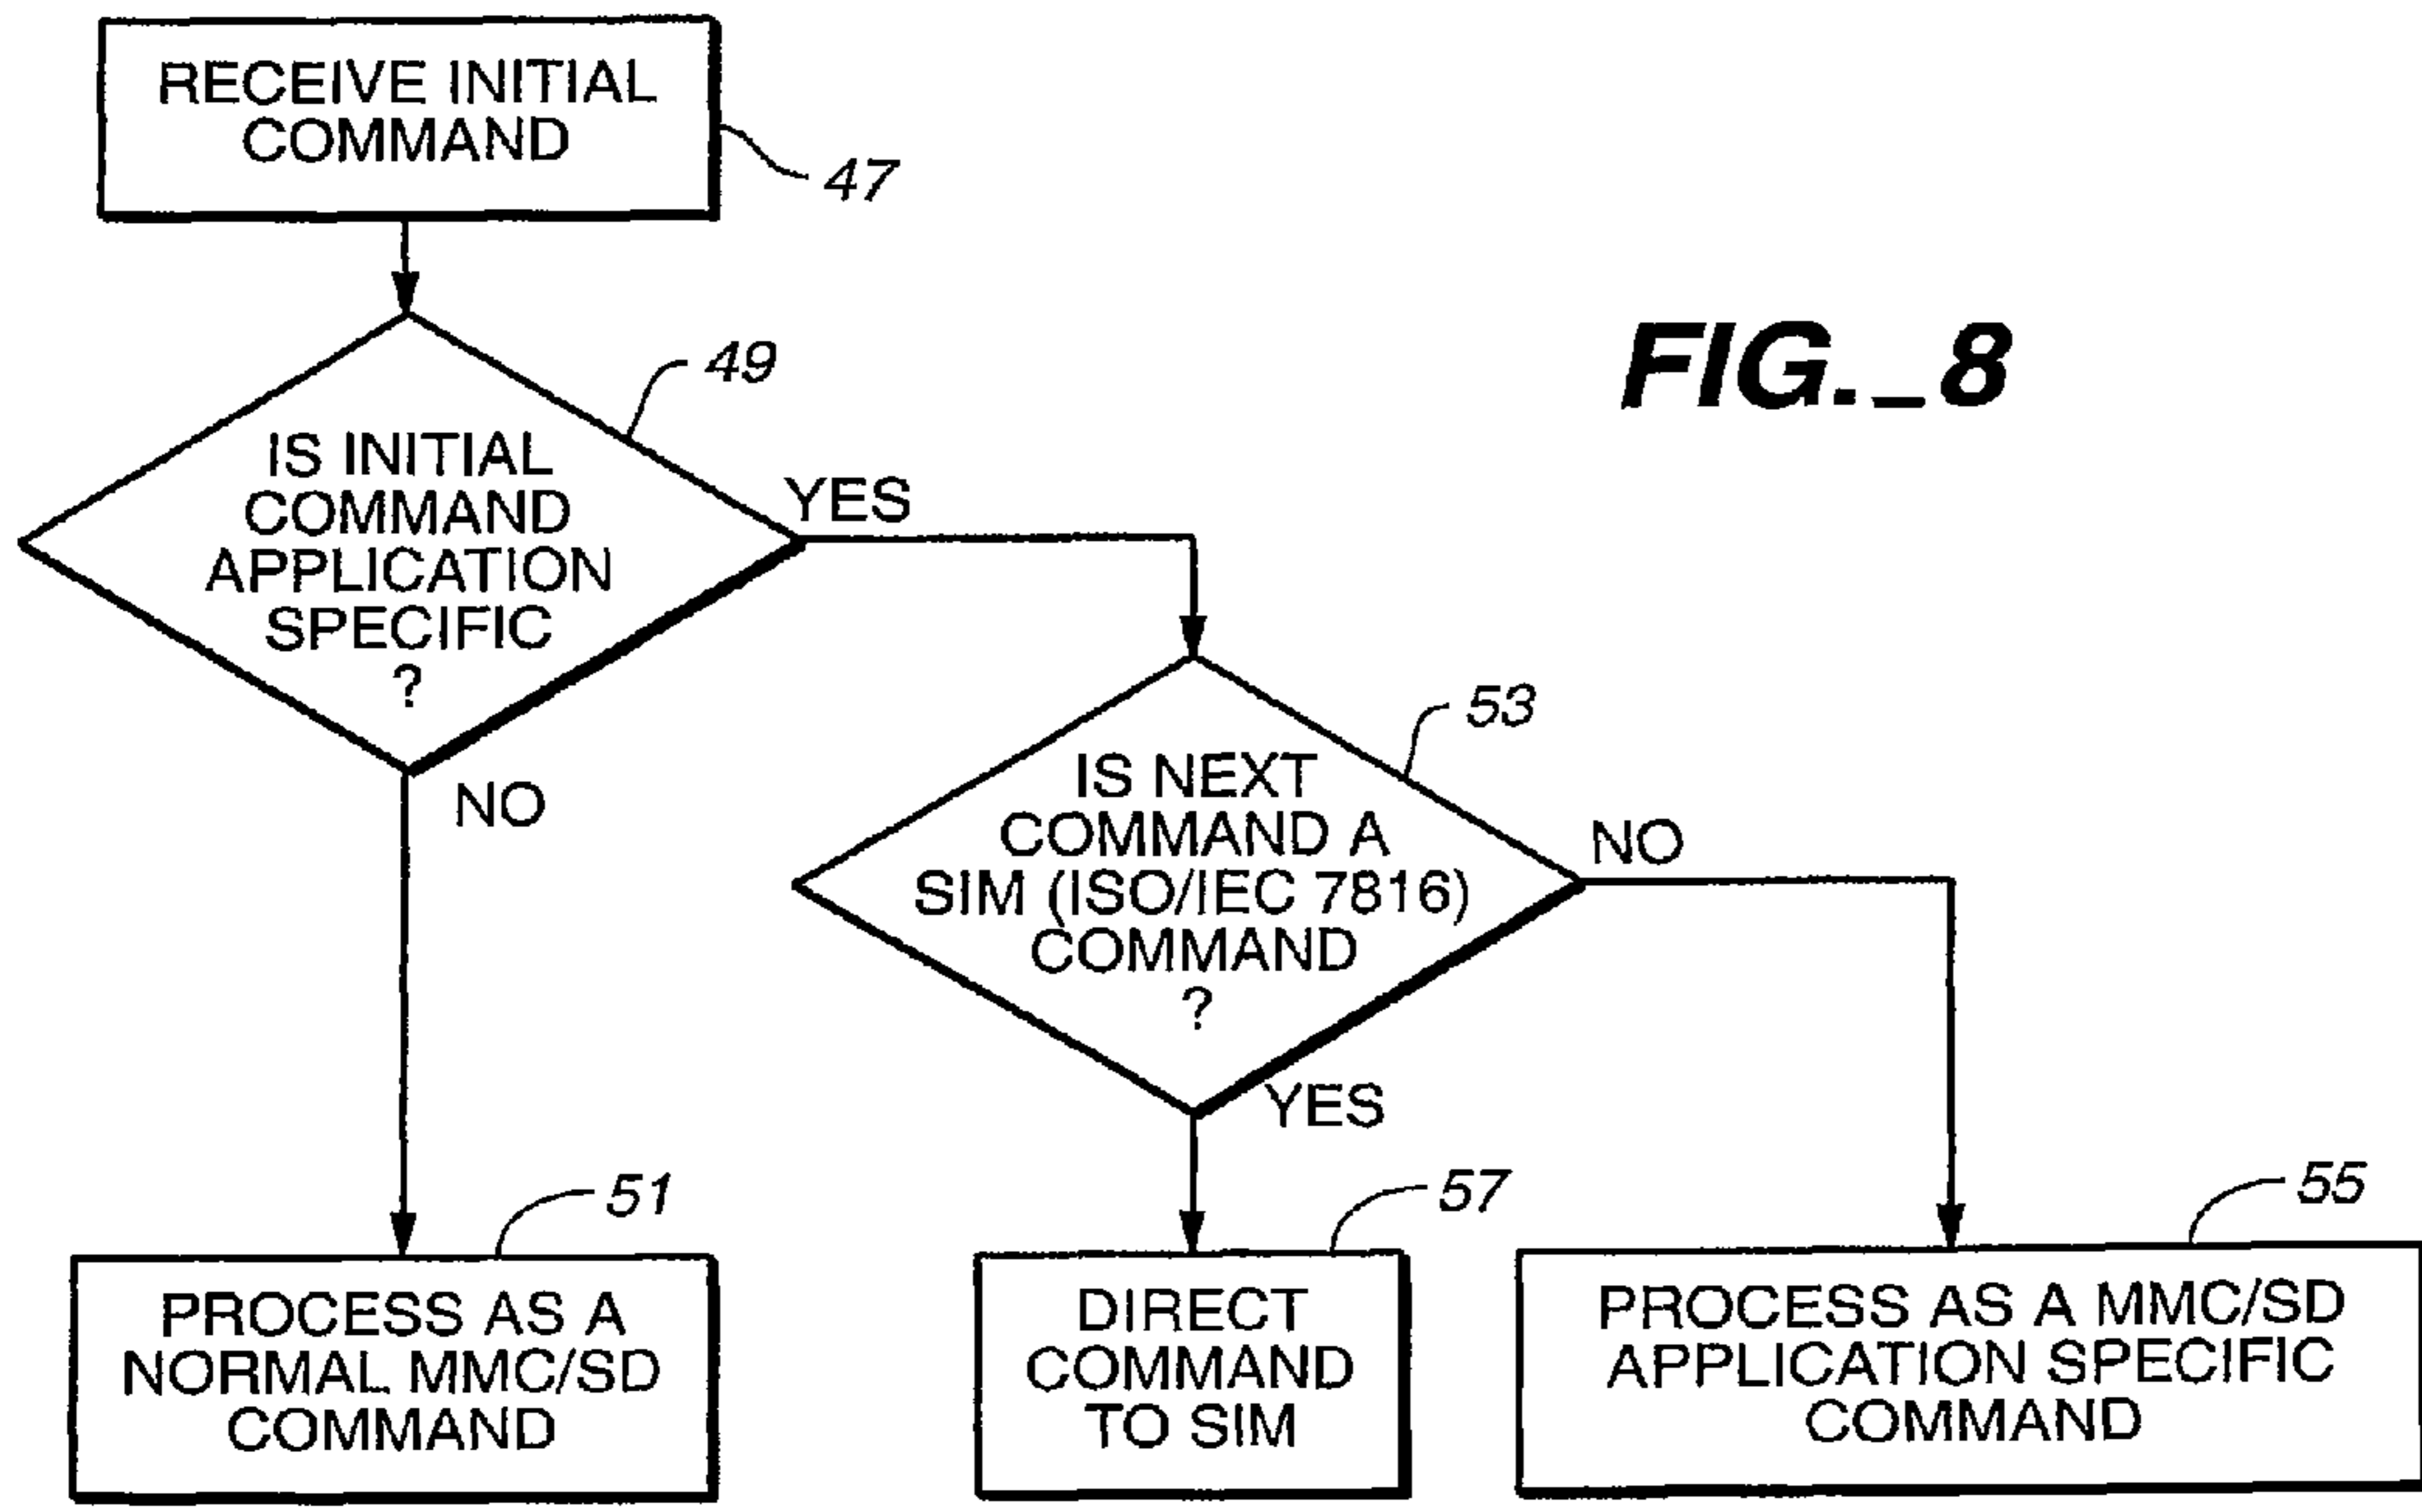 RECEIVE INITIAL
COMMAND
47
FIG._8
49
IS INITIAL
COMMAND
APPLICATION
SPECIFIC
?
YES
NO
53
IS NEXT
COMMAND A
SIM (ISO/IEC 7816)
COMMAND
?
NO
YES
51
PROCESS AS A
NORMAL MMC/SD
COMMAND
57
DIRECT
COMMAND
TO SIM
55
PROCESS AS A MMC/SD
APPLICATION SPECIFIC
COMMAND